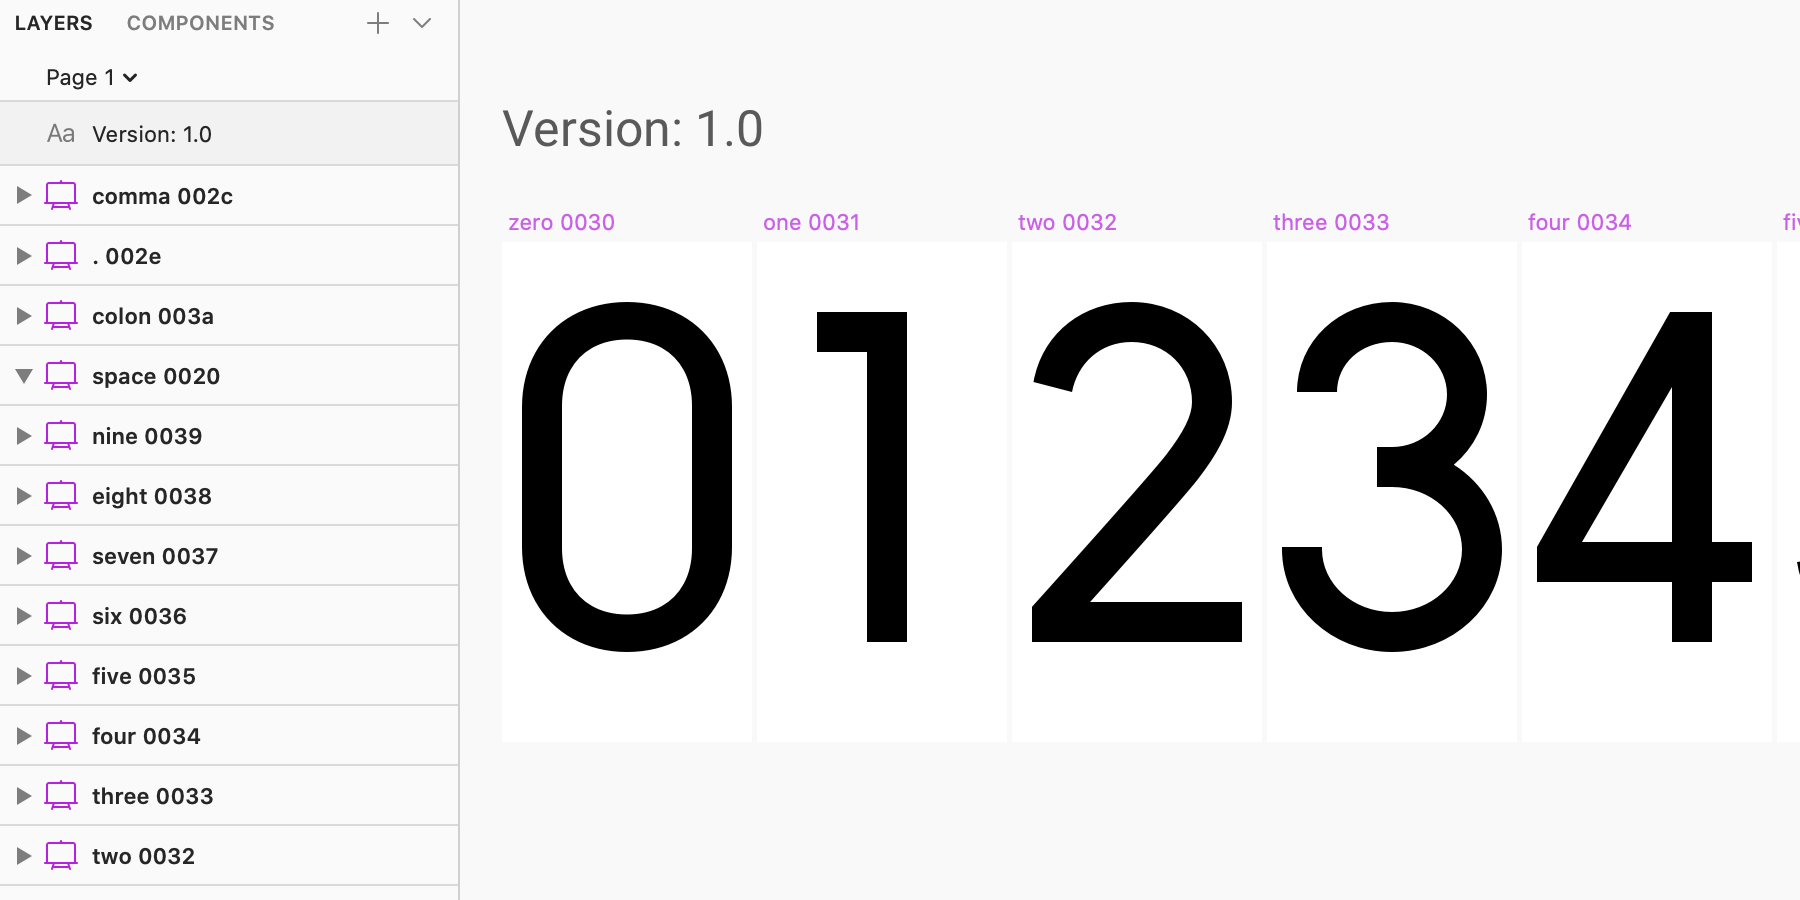 LAYERS COMPONENTS
Page 1
Aa Version: 1.0
comma 002c
. 002e
colon 003a
space 0020
nine 0039
eight 0038
seven 0037
six 0036
five 0035
four 0034
three 0033
two 0032
Version: 1.0
zero 0030 one 0031 two 0032 three 0033 four 0034
0 1 2 3 4